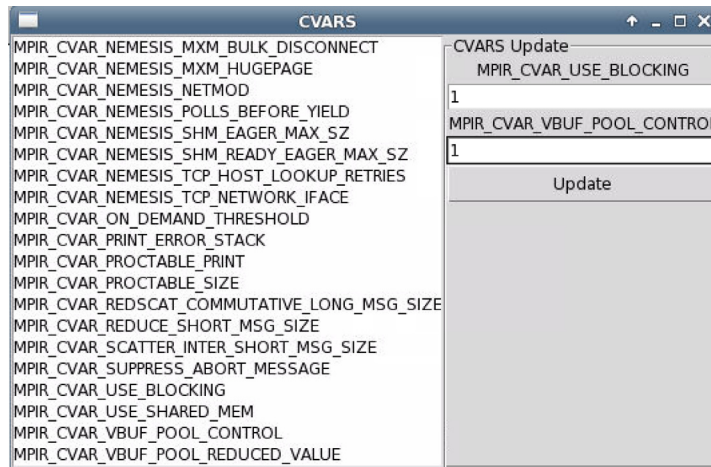 CVARS
MPIR_CVAR_NEMESIS_MXM_BULK_DISCONNECT
MPIR_CVAR_NEMESIS_MXM_HUGEPAGE
MPIR_CVAR_NEMESIS_NETMOD
MPIR_CVAR_NEMESIS_POLLS_BEFORE_YIELD
MPIR_CVAR_NEMESIS_SHM_EAGER_MAX_SZ
MPIR_CVAR_NEMESIS_SHM_READY_EAGER_MAX_SZ
MPIR_CVAR_NEMESIS_TCP_HOST_LOOKUP_RETRIES
MPIR_CVAR_NEMESIS_TCP_NETWORK_IFACE
MPIR_CVAR_ON_DEMAND_THRESHOLD
MPIR_CVAR_PRINT_ERROR_STACK
MPIR_CVAR_PROCTABLE_PRINT
MPIR_CVAR_PROCTABLE_SIZE
MPIR_CVAR_REDSCAT_COMMUTATIVE_LONG_MSG_SIZE
MPIR_CVAR_REDUCE_SHORT_MSG_SIZE
MPIR_CVAR_SCATTER_INTER_SHORT_MSG_SIZE
MPIR_CVAR_SUPPRESS_ABORT_MESSAGE
MPIR_CVAR_USE_BLOCKING
MPIR_CVAR_USE_SHARED_MEM
MPIR_CVAR_VBUF_POOL_CONTROL
MPIR_CVAR_VBUF_POOL_REDUCED_VALUE
CVARS Update
MPIR_CVAR_USE_BLOCKING
1
MPIR_CVAR_VBUF_POOL_CONTROL
1
Update